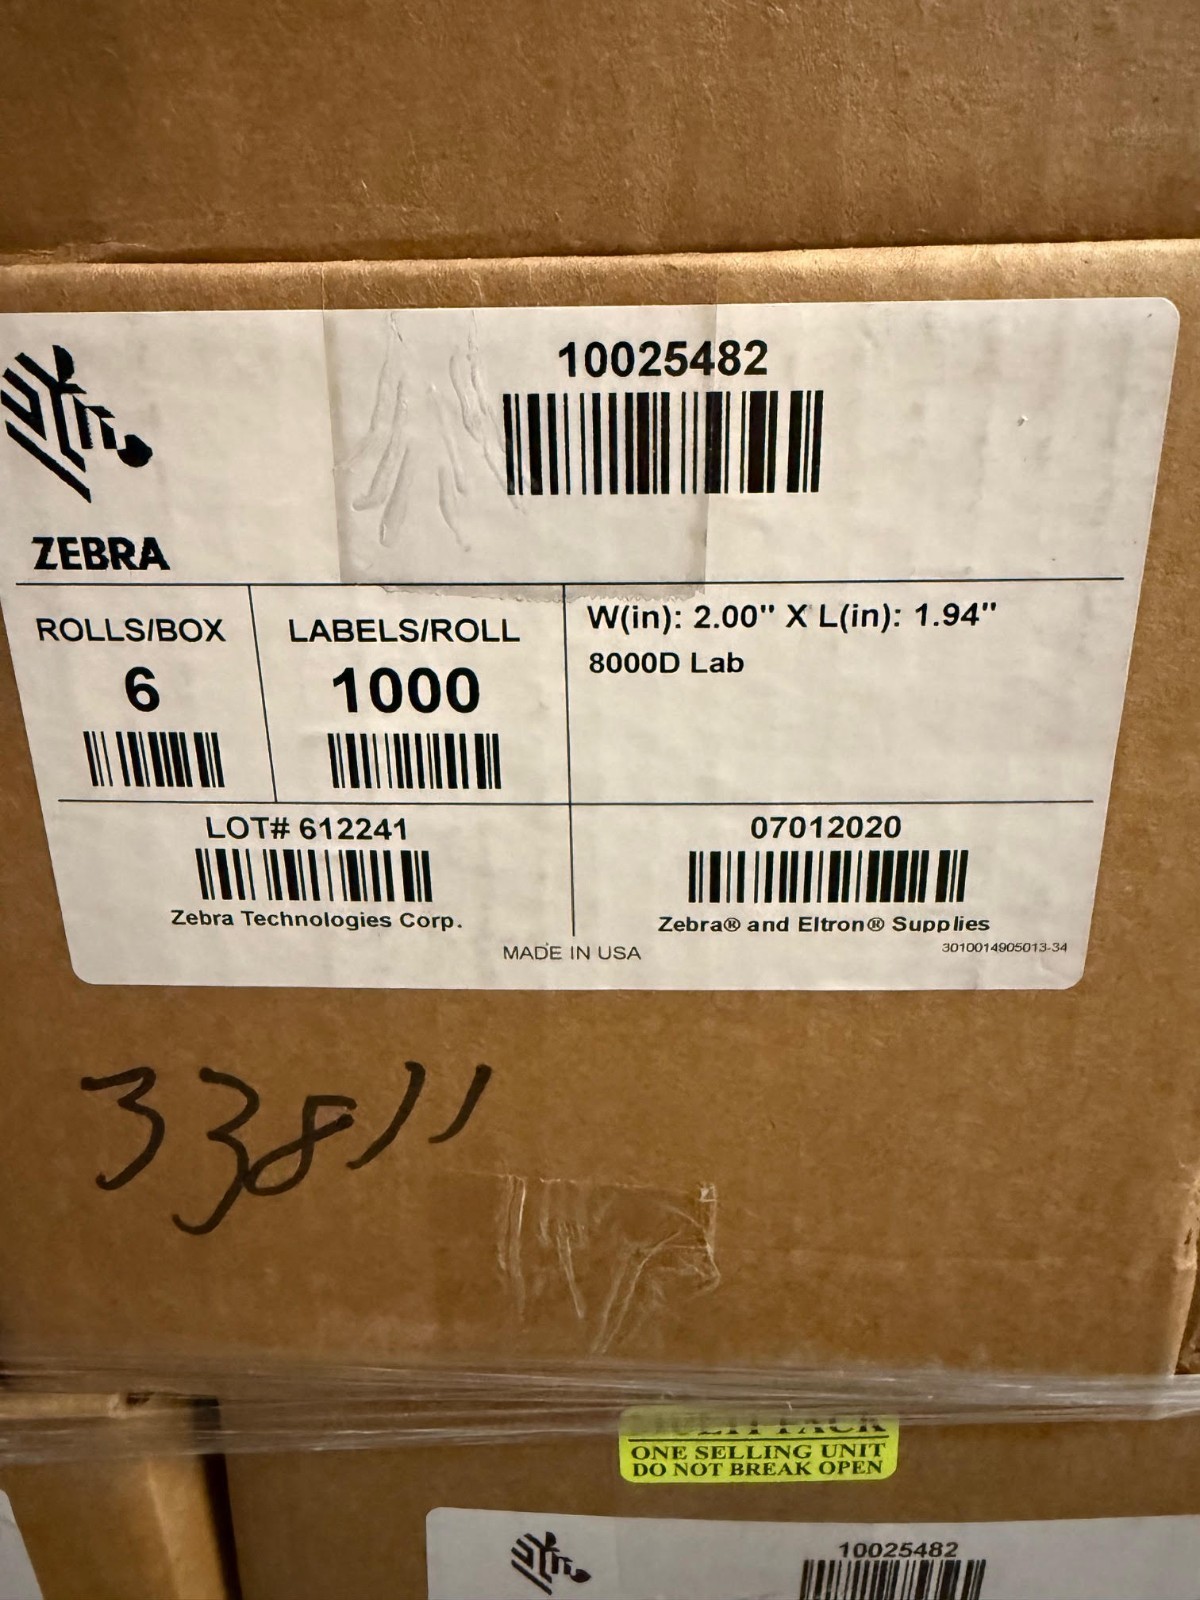 10025482
ZEBRA
ROLLS/BOX
6
LABELS/ROLL
1000
W(in): 2.00" X L(in): 1.94"
8000D Lab
LOT# 612241
Zebra Technologies Corp.
07012020
Zebra® and Eltron® Supplies
MADE IN USA
3010014905013-34
33811
MULTI PACK
ONE SELLING UNIT
DO NOT BREAK OPEN
10025482